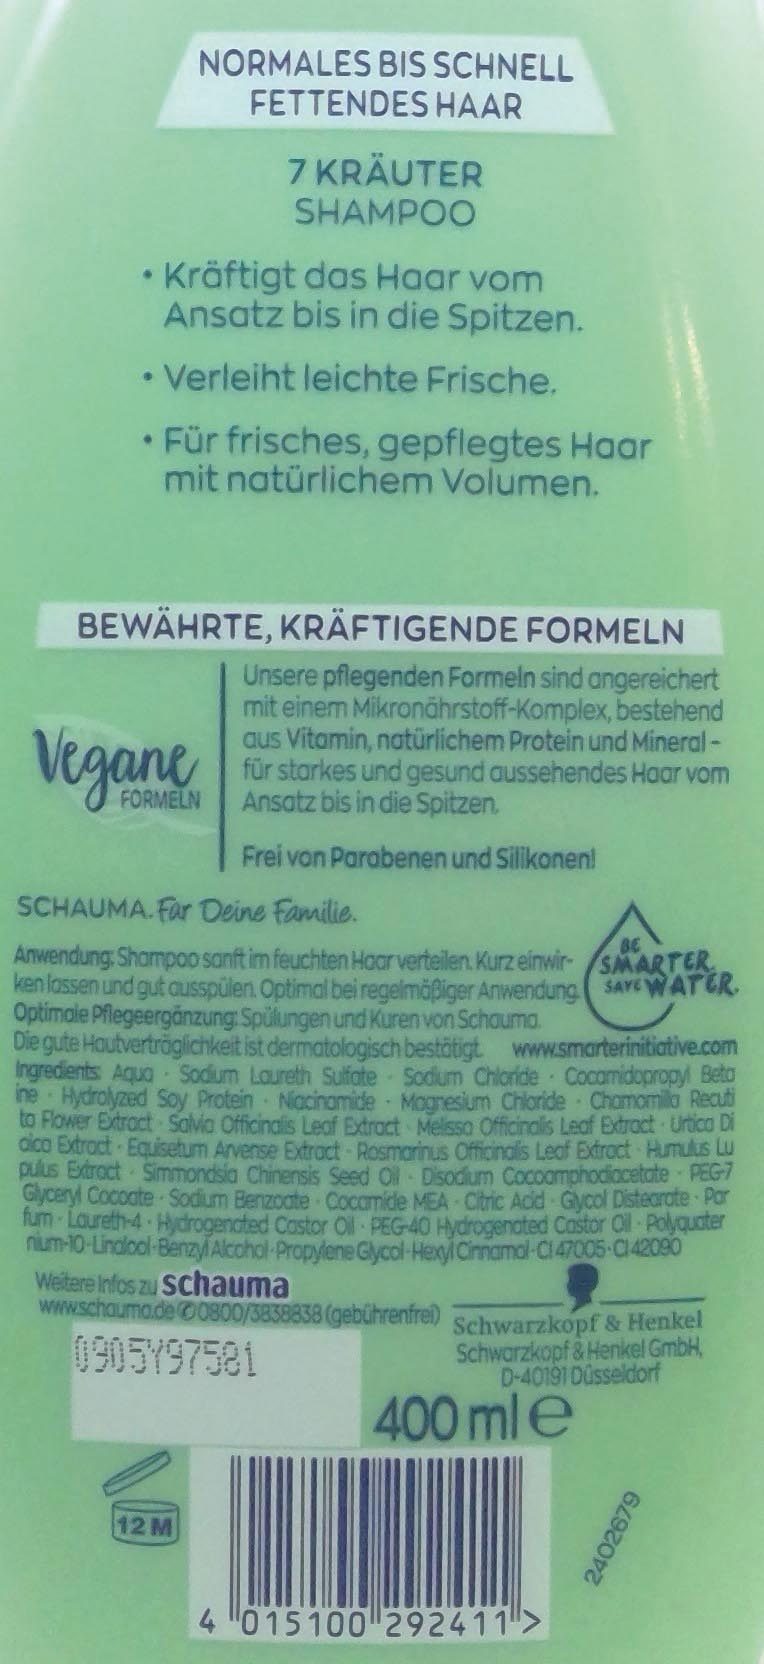 NORMALES BIS SCHNELL
FETTENDES HAAR
7 KRÄUTER
SHAMPOO
• Kräftigt das Haar vom
Ansatz bis in die Spitzen.
• Verleiht leichte Frische.
• Für frisches, gepflegtes Haar
mit natürlichem Volumen.
BEWÄHRTE, KRÄFTIGENDE FORMELN
Vegane
FORMELN
Unsere pflegenden Formeln sind angereichert
mit einem Mikronährstoff-Komplex, bestehend
aus Vitamin, natürlichem Protein und Mineral -
für starkes und gesund aussehendes Haar vom
Ansatz bis in die Spitzen.
Frei von Parabenen und Silikonen!
SCHAUMA. Für Deine Familie.
Anwendung: Shampoo sanft im feuchten Haar verteilen. Kurz einwir-
ken lassen und gut ausspülen. Optimal bei regelmäßiger Anwendung.
Optimale Pflegeergänzung: Spülungen und Kuren von Schauma.
Die gute Hautverträglichkeit ist dermatologisch bestätigt.
BE
SMARTER.
SAVE WATER.
www.smarterinitiative.com
Ingredients: Aqua · Sodium Laureth Sulfate · Sodium Chloride · Cocamidopropyl Beta
ine · Hydrolyzed Soy Protein · Niacinamide · Magnesium Chloride · Chamomilla Recuti
ta Flower Extract · Salvia Officinalis Leaf Extract · Melissa Officinalis Leaf Extract · Urtica Di
oica Extract · Equisetum Arvense Extract · Rosmarinus Officinalis Leaf Extract · Humulus Lu
pulus Extract · Simmondsia Chinensis Seed Oil · Disodium Cocoamphodiacetate · PEG-7
Glyceryl Cocoate · Sodium Benzoate · Cocamide MEA · Citric Acid · Glycol Distearate · Par
fum · Laureth-4 · Hydrogenated Castor Oil · PEG-40 Hydrogenated Castor Oil · Polyquater
nium-10 · Linalool · Benzyl Alcohol · Propylene Glycol · Hexyl Cinnamal · CI 47005 · CI 42090
Weitere Infos zu schauma
www.schauma.de ✆ 0800/3838838 (gebührenfrei)
Schwarzkopf & Henkel
Schwarzkopf & Henkel GmbH,
D-40191 Düsseldorf
0905Y97581
400 ml e
12 M
2402679
4 015100 292411 >